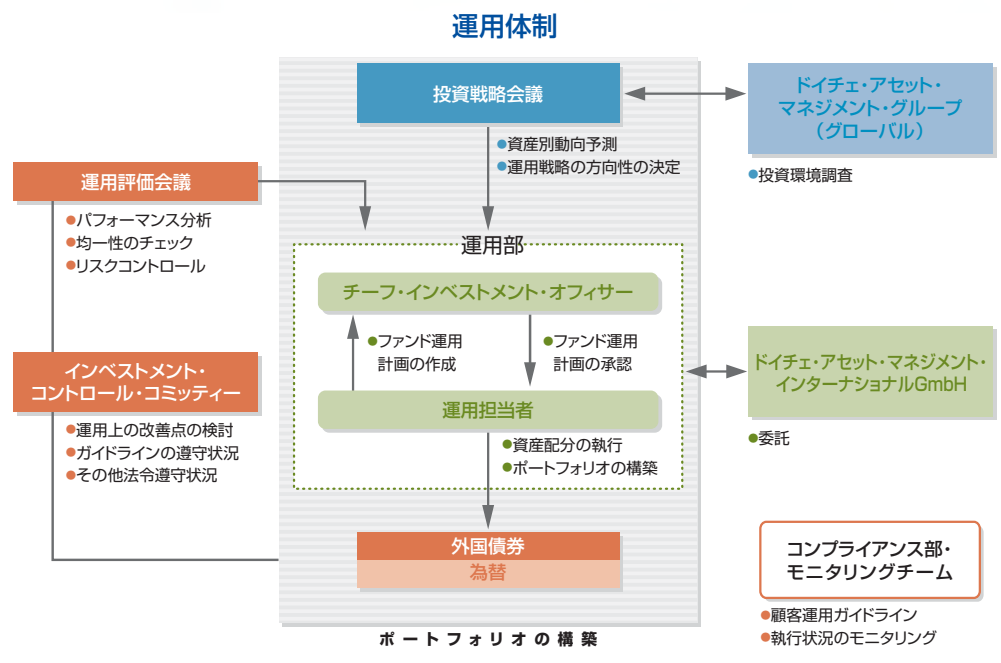 運用体制
投資戦略会議
●資産別動向予測
●運用戦略の方向性の決定
ドイチェ・アセット・
マネジメント・グループ
（グローバル）
●投資環境調査
運用評価会議
●パフォーマンス分析
●均一性のチェック
●リスクコントロール
運用部
チーフ・インベストメント・オフィサー
●ファンド運用
計画の作成
●ファンド運用
計画の承認
運用担当者
●資産配分の執行
●ポートフォリオの構築
インベストメント・
コントロール・コミッティー
●運用上の改善点の検討
●ガイドラインの遵守状況
●その他法令遵守状況
ドイチェ・アセット・マネジメント・
インターナショナルGmbH
●委託
外国債券
為替
ポートフォリオの構築
コンプライアンス部・
モニタリングチーム
●顧客運用ガイドライン
●執行状況のモニタリング